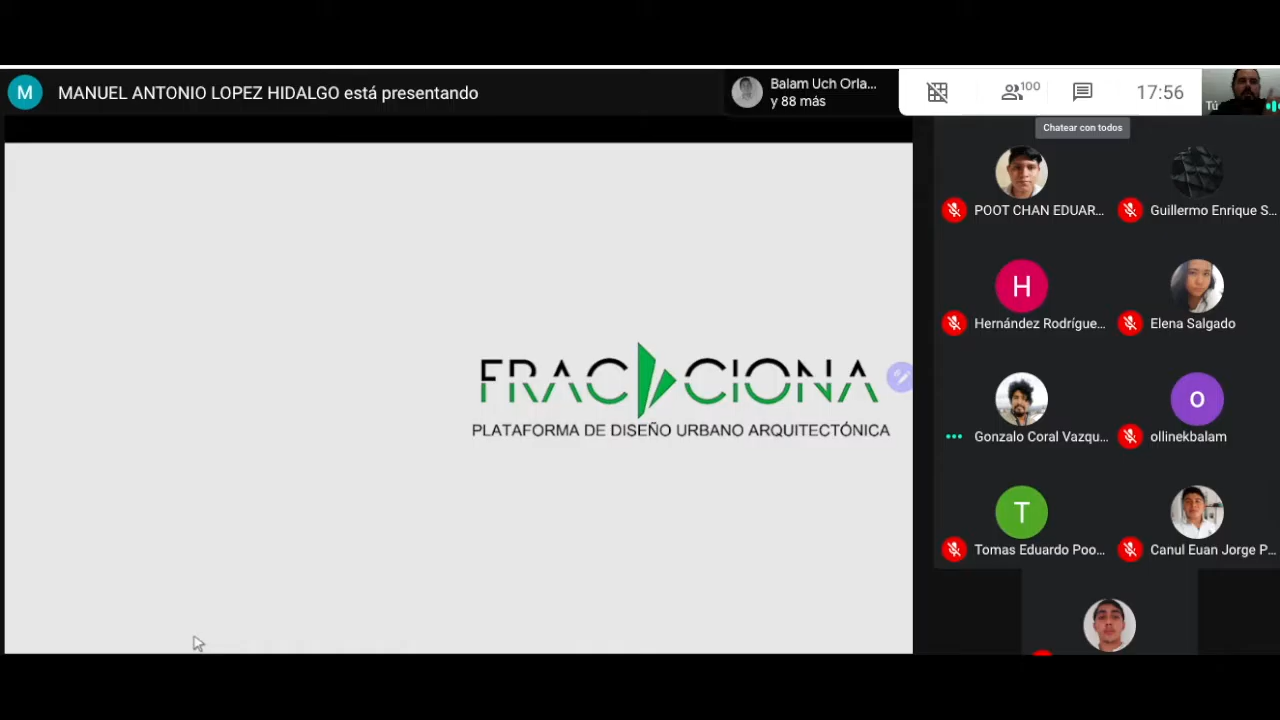 M
MANUEL ANTONIO LOPEZ HIDALGO está presentando
Balam Uch Orla...
y 88 más
100
17:56
Tú
Chatear con todos
POOT CHAN EDUAR...
Guillermo Enrique S...
H
Hernández Rodrígue...
Elena Salgado
FRACCIONA
PLATAFORMA DE DISEÑO URBANO ARQUITECTÓNICA
Gonzalo Coral Vazqu...
O
ollinekbalam
T
Tomas Eduardo Poo...
Canul Euan Jorge P...